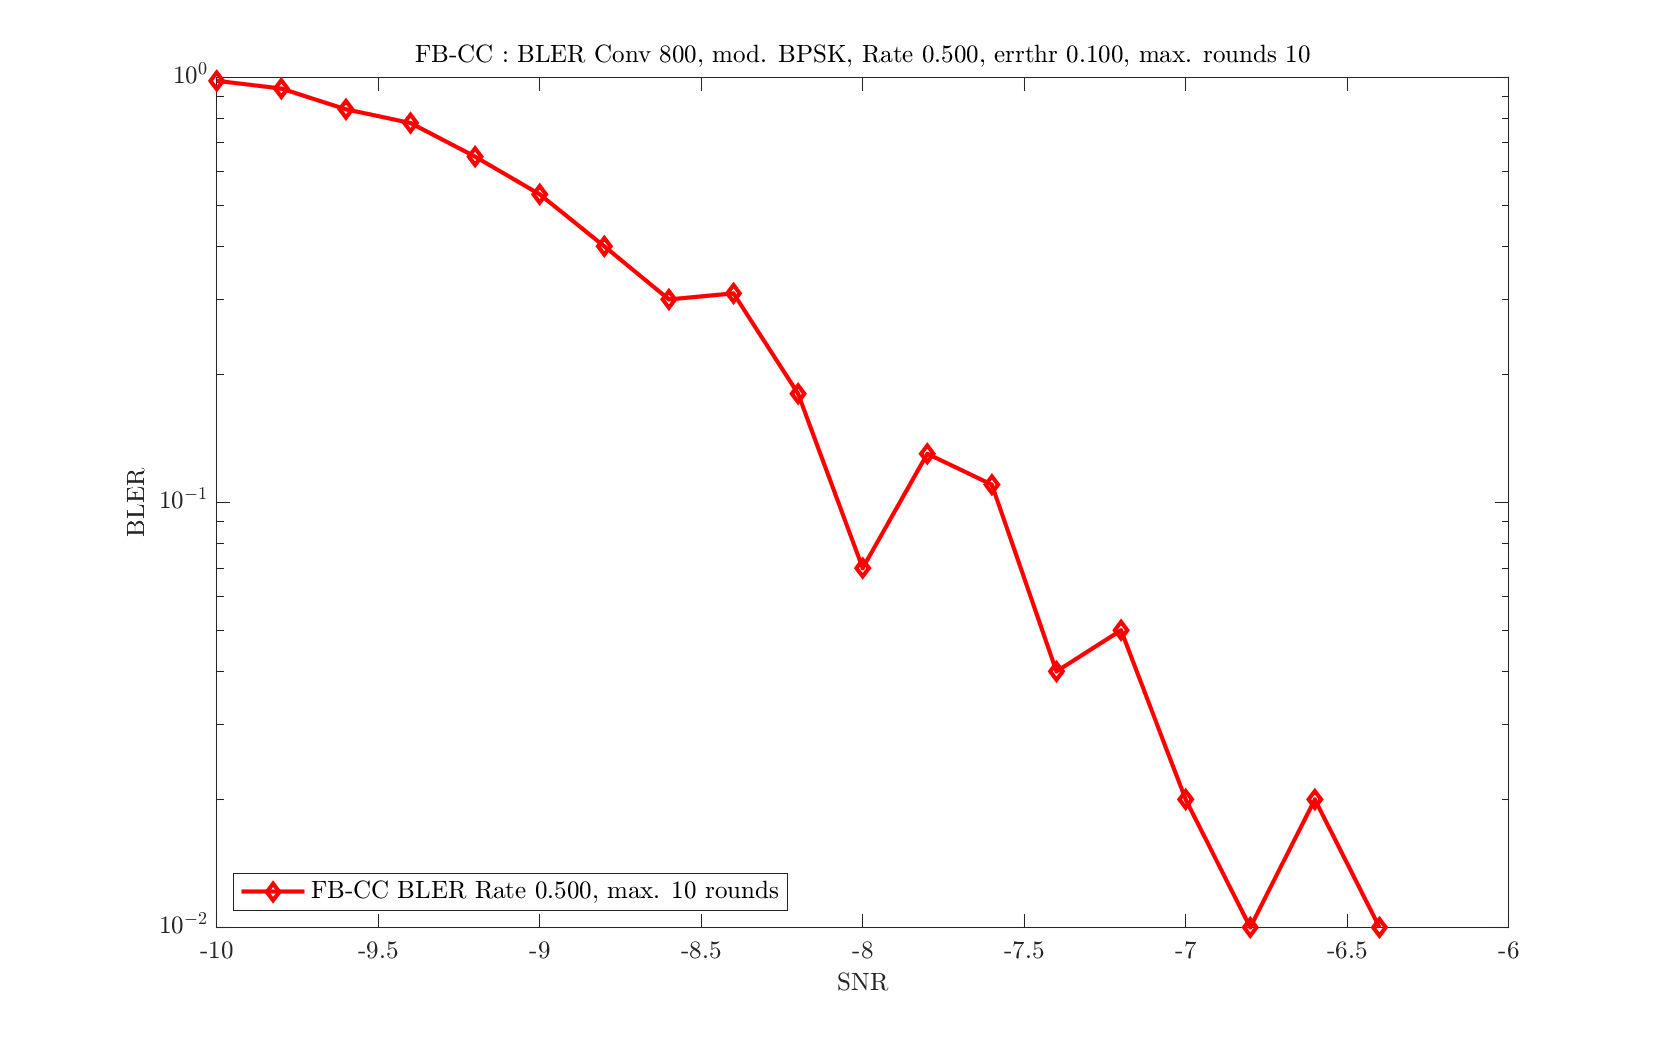 FB-CC : BLER Conv 800, mod. BPSK, Rate 0.500, errthr 0.100, max. rounds 10
10^0
10^-1
10^-2
BLER
FB-CC BLER Rate 0.500, max. 10 rounds
-10 -9.5 -9 -8.5 -8 -7.5 -7 -6.5 -6
SNR